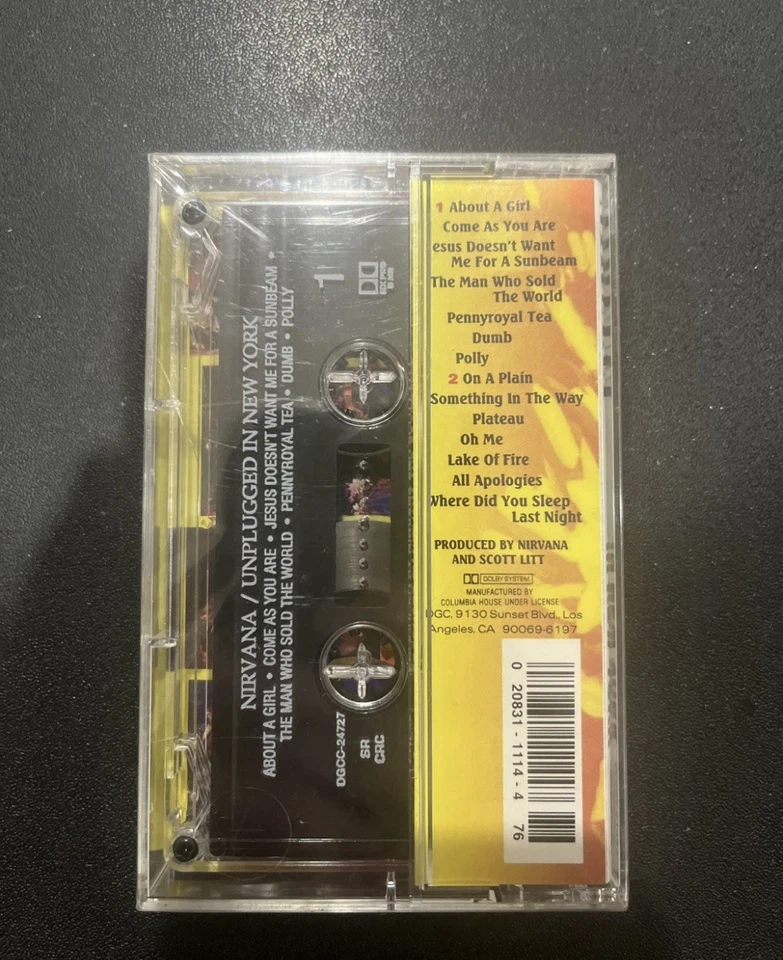 NIRVANA / UNPLUGGED IN NEW YORK
ABOUT A GIRL • COME AS YOU ARE • JESUS DOESN'T WANT ME FOR A SUNBEAM •
THE MAN WHO SOLD THE WORLD • PENNYROYAL TEA • DUMB • POLLY
1
DGCC-24727
SR
CRC
1 About A Girl
Come As You Are
esus Doesn't Want
Me For A Sunbeam
The Man Who Sold
The World
Pennyroyal Tea
Dumb
Polly
2 On A Plain
Something In The Way
Plateau
Oh Me
Lake Of Fire
All Apologies
Where Did You Sleep
Last Night
PRODUCED BY NIRVANA
AND SCOTT LITT
DOLBY SYSTEM
MANUFACTURED BY
COLUMBIA HOUSE UNDER LICENSE
DGC, 9130 Sunset Blvd., Los
Angeles, CA 90069-6197
0 20831 - 1114 - 4 76